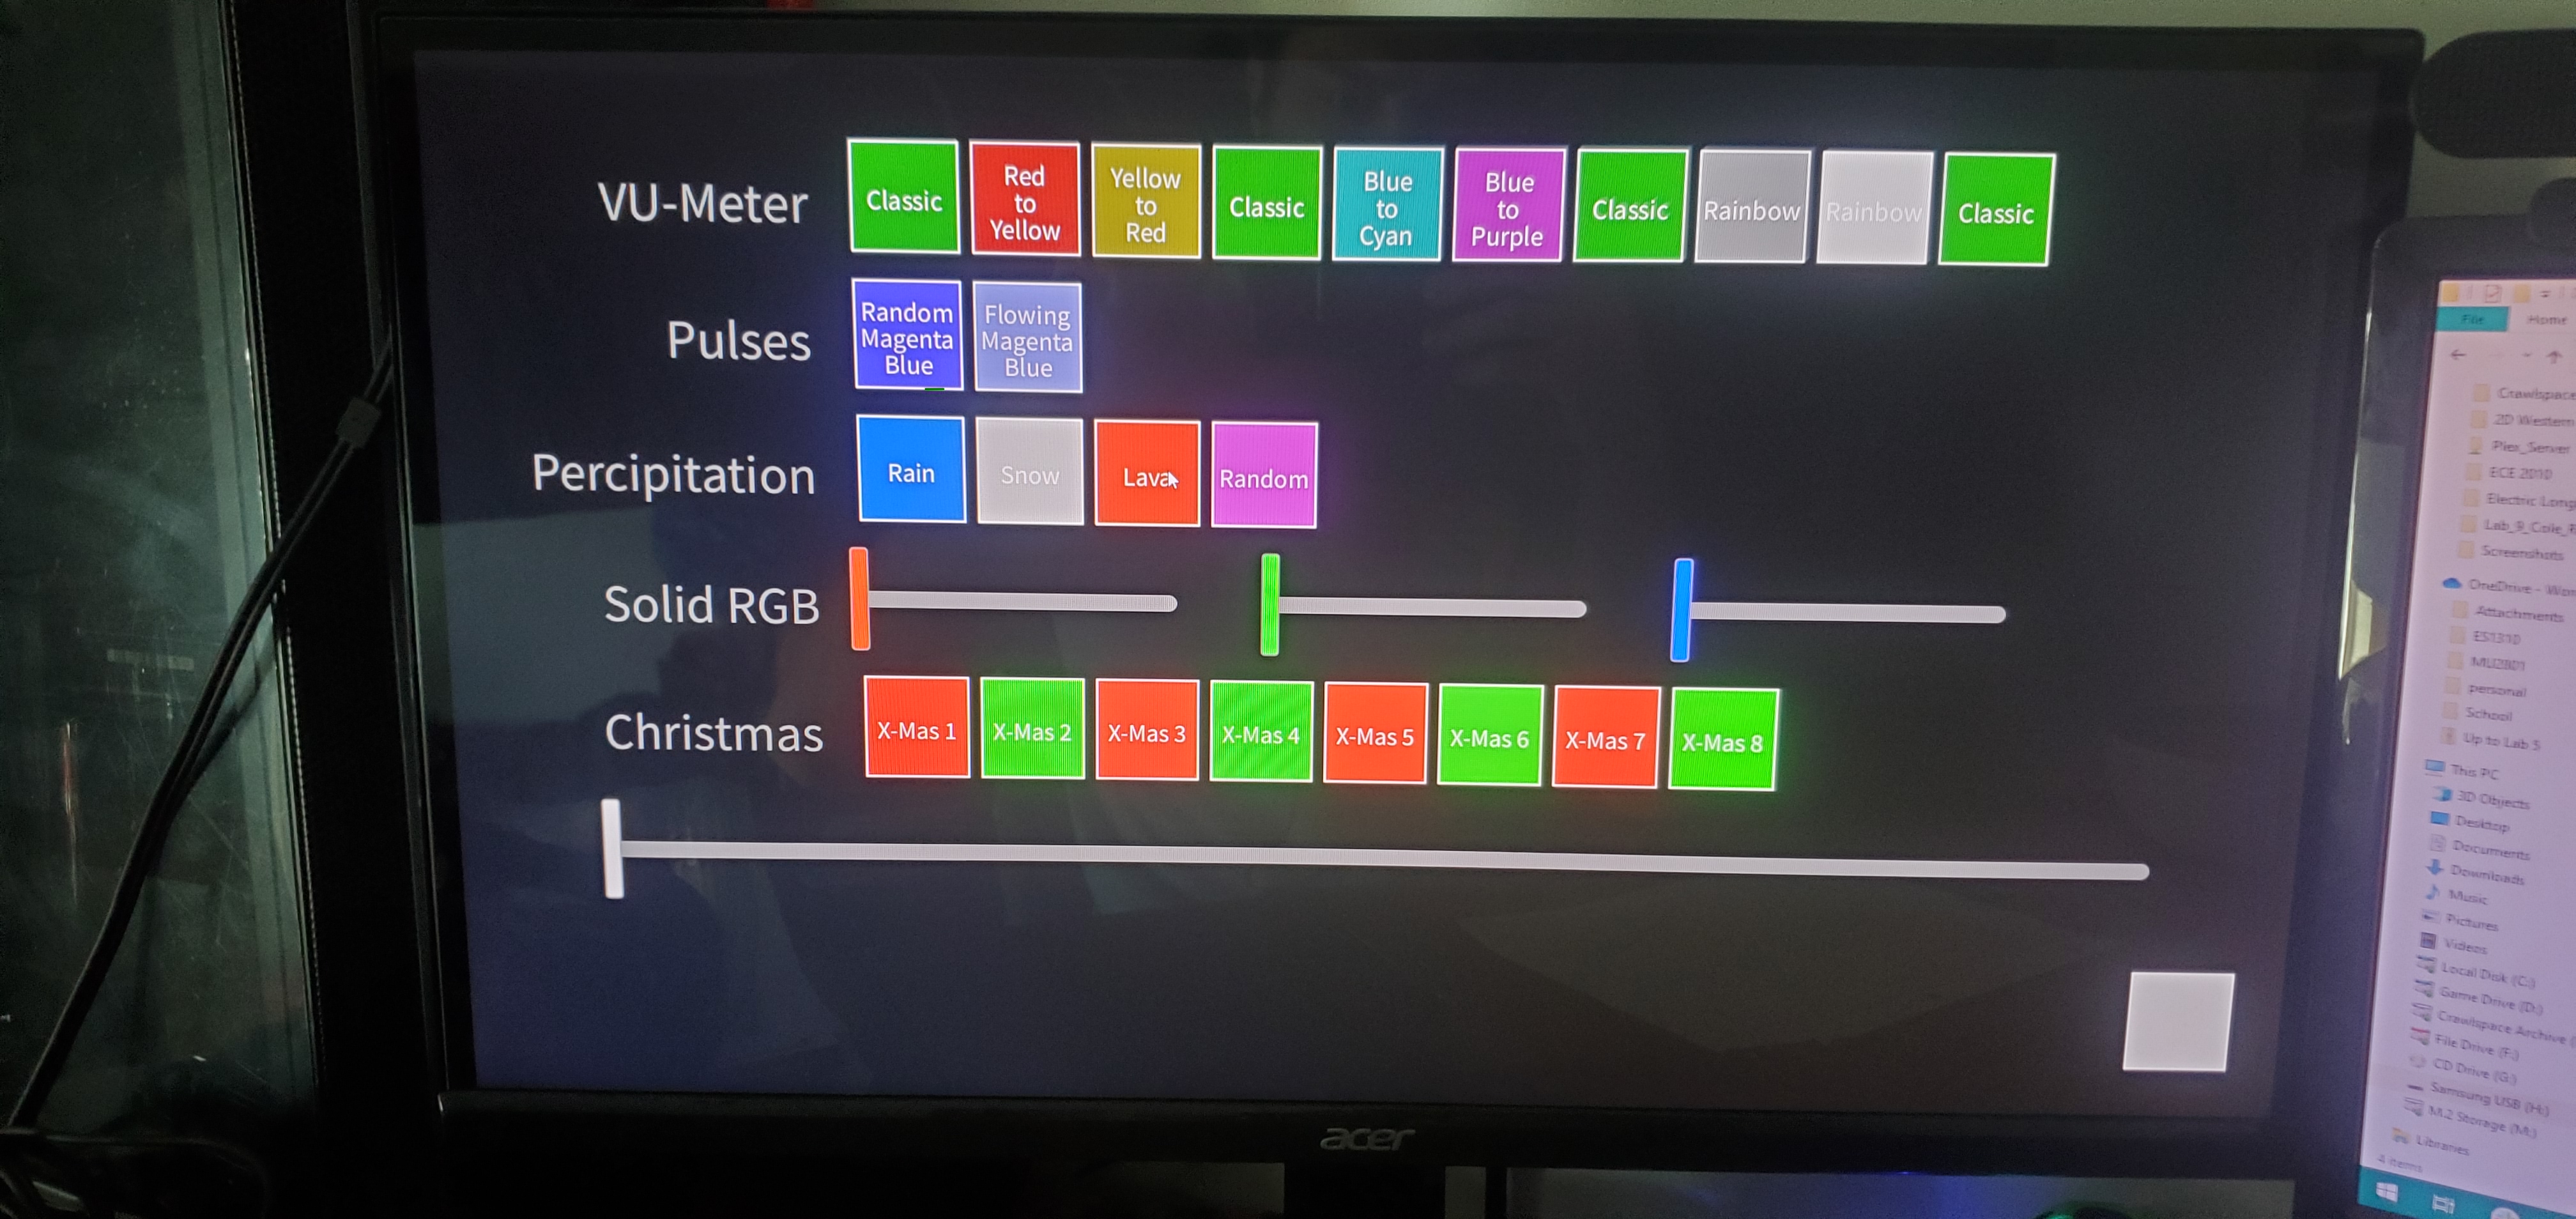 VU-Meter
Classic
Red
to
Yellow
Yellow
to
Red
Classic
Blue
to
Cyan
Blue
to
Purple
Classic
Rainbow
Rainbow
Classic
Pulses
Random
Magenta
Blue
Flowing
Magenta
Blue
Percipitation
Rain
Snow
Lava
Random
Solid RGB
Christmas
X-Mas 1
X-Mas 2
X-Mas 3
X-Mas 4
X-Mas 5
X-Mas 6
X-Mas 7
X-Mas 8
acer
File
Home
Crawlspace
2D Western
Plex_Server
ECE 2010
Electric Long
Lab_9_Cole_R
Screenshots
OneDrive - Wor
Attachments
ES1310
MU2801
personal
School
Up to Lab 5
This PC
3D Objects
Desktop
Documents
Downloads
Music
Pictures
Videos
Local Disk (C:)
Game Drive (D:)
Crawlspace Archive (
File Drive (F:)
CD Drive (G:)
Samsung USB (H:)
M.2 Storage (M:)
Libraries
4 items